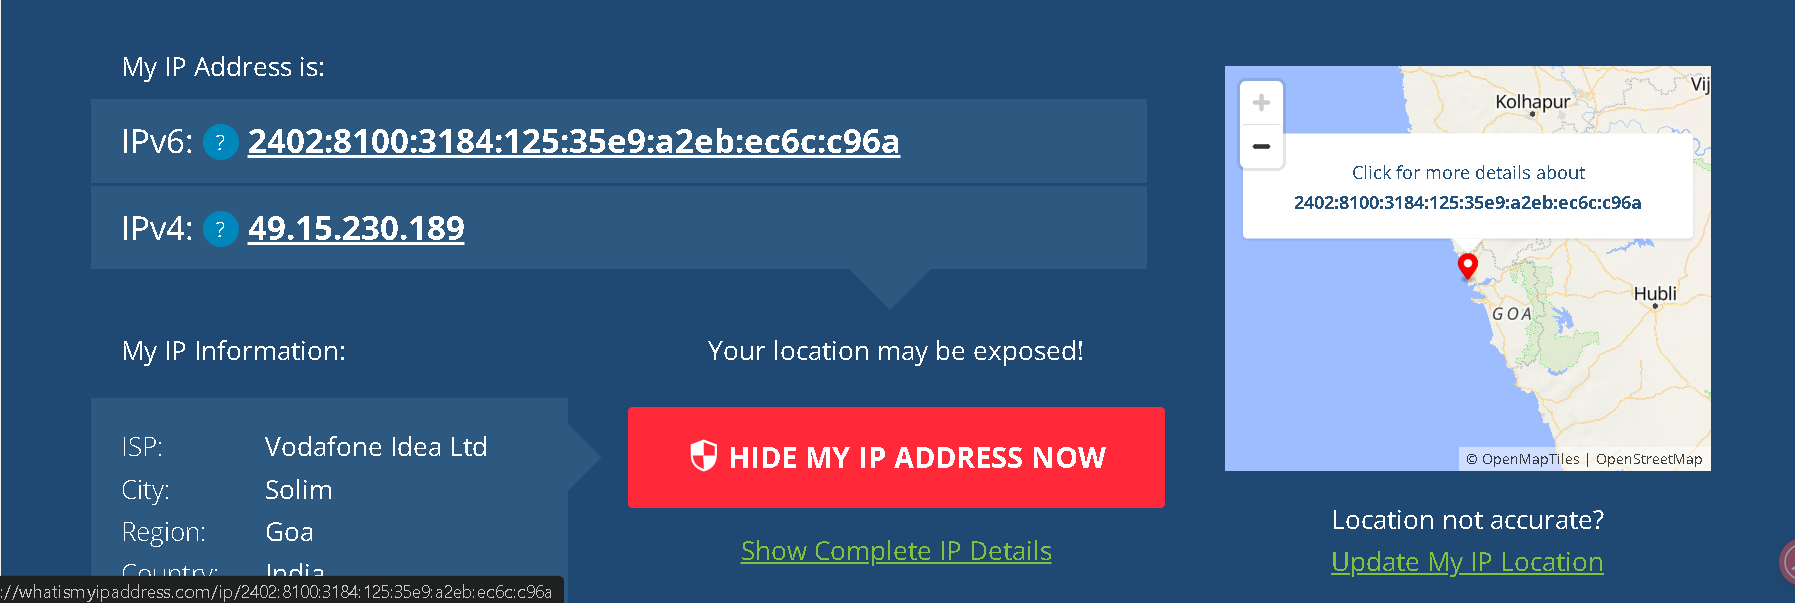 My IP Address is:
IPv6: ? 2402:8100:3184:125:35e9:a2eb:ec6c:c96a
IPv4: ? 49.15.230.189
My IP Information:
ISP: Vodafone Idea Ltd
City: Solim
Region: Goa
Country: India
://whatismyipaddress.com/ip/2402:8100:3184:125:35e9:a2eb:ec6c:c96a
Your location may be exposed!
HIDE MY IP ADDRESS NOW
Show Complete IP Details
+
Kolhapur
Vij
−
Click for more details about
2402:8100:3184:125:35e9:a2eb:ec6c:c96a
Hubli
GOA
© OpenMapTiles | OpenStreetMap
Location not accurate?
Update My IP Location